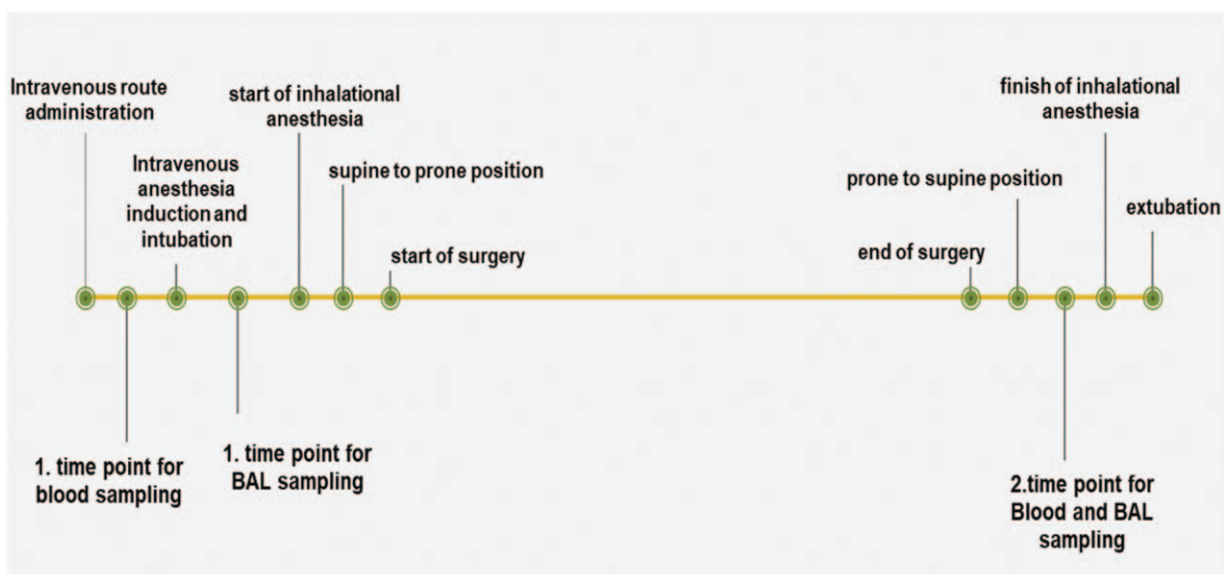 Intravenous route
administration
Intravenous
anesthesia
induction and
intubation
start of inhalational
anesthesia
supine to prone position
start of surgery
end of surgery
prone to supine position
finish of inhalational
anesthesia
extubation
1. time point for
blood sampling
1. time point for
BAL sampling
2.time point for
Blood and BAL
sampling